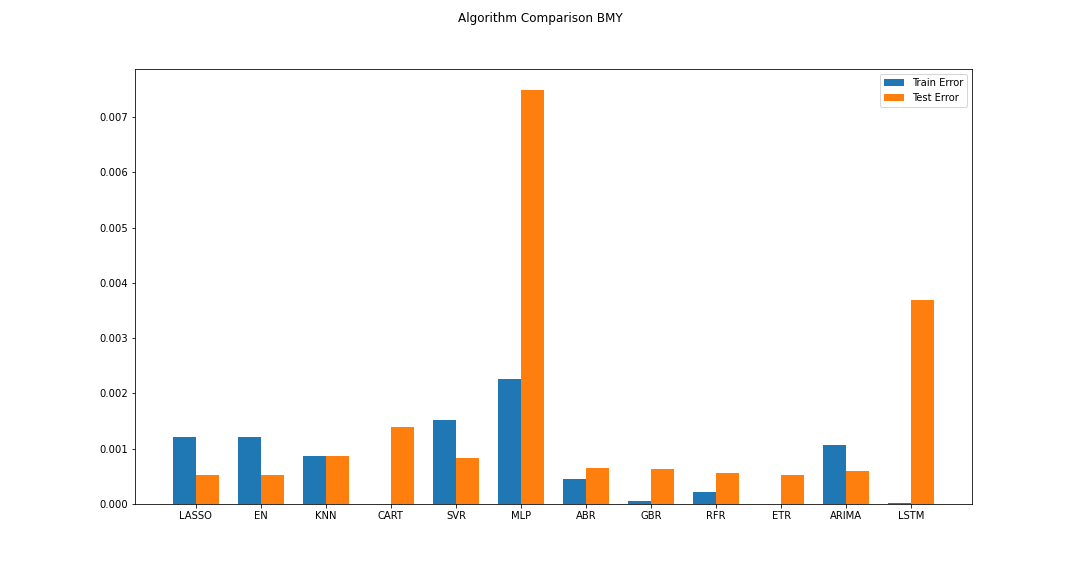 Algorithm Comparison BMY
Train Error
Test Error
0.007
0.006
0.005
0.004
0.003
0.002
0.001
0.000
LASSO EN KNN CART SVR MLP ABR GBR RFR ETR ARIMA LSTM